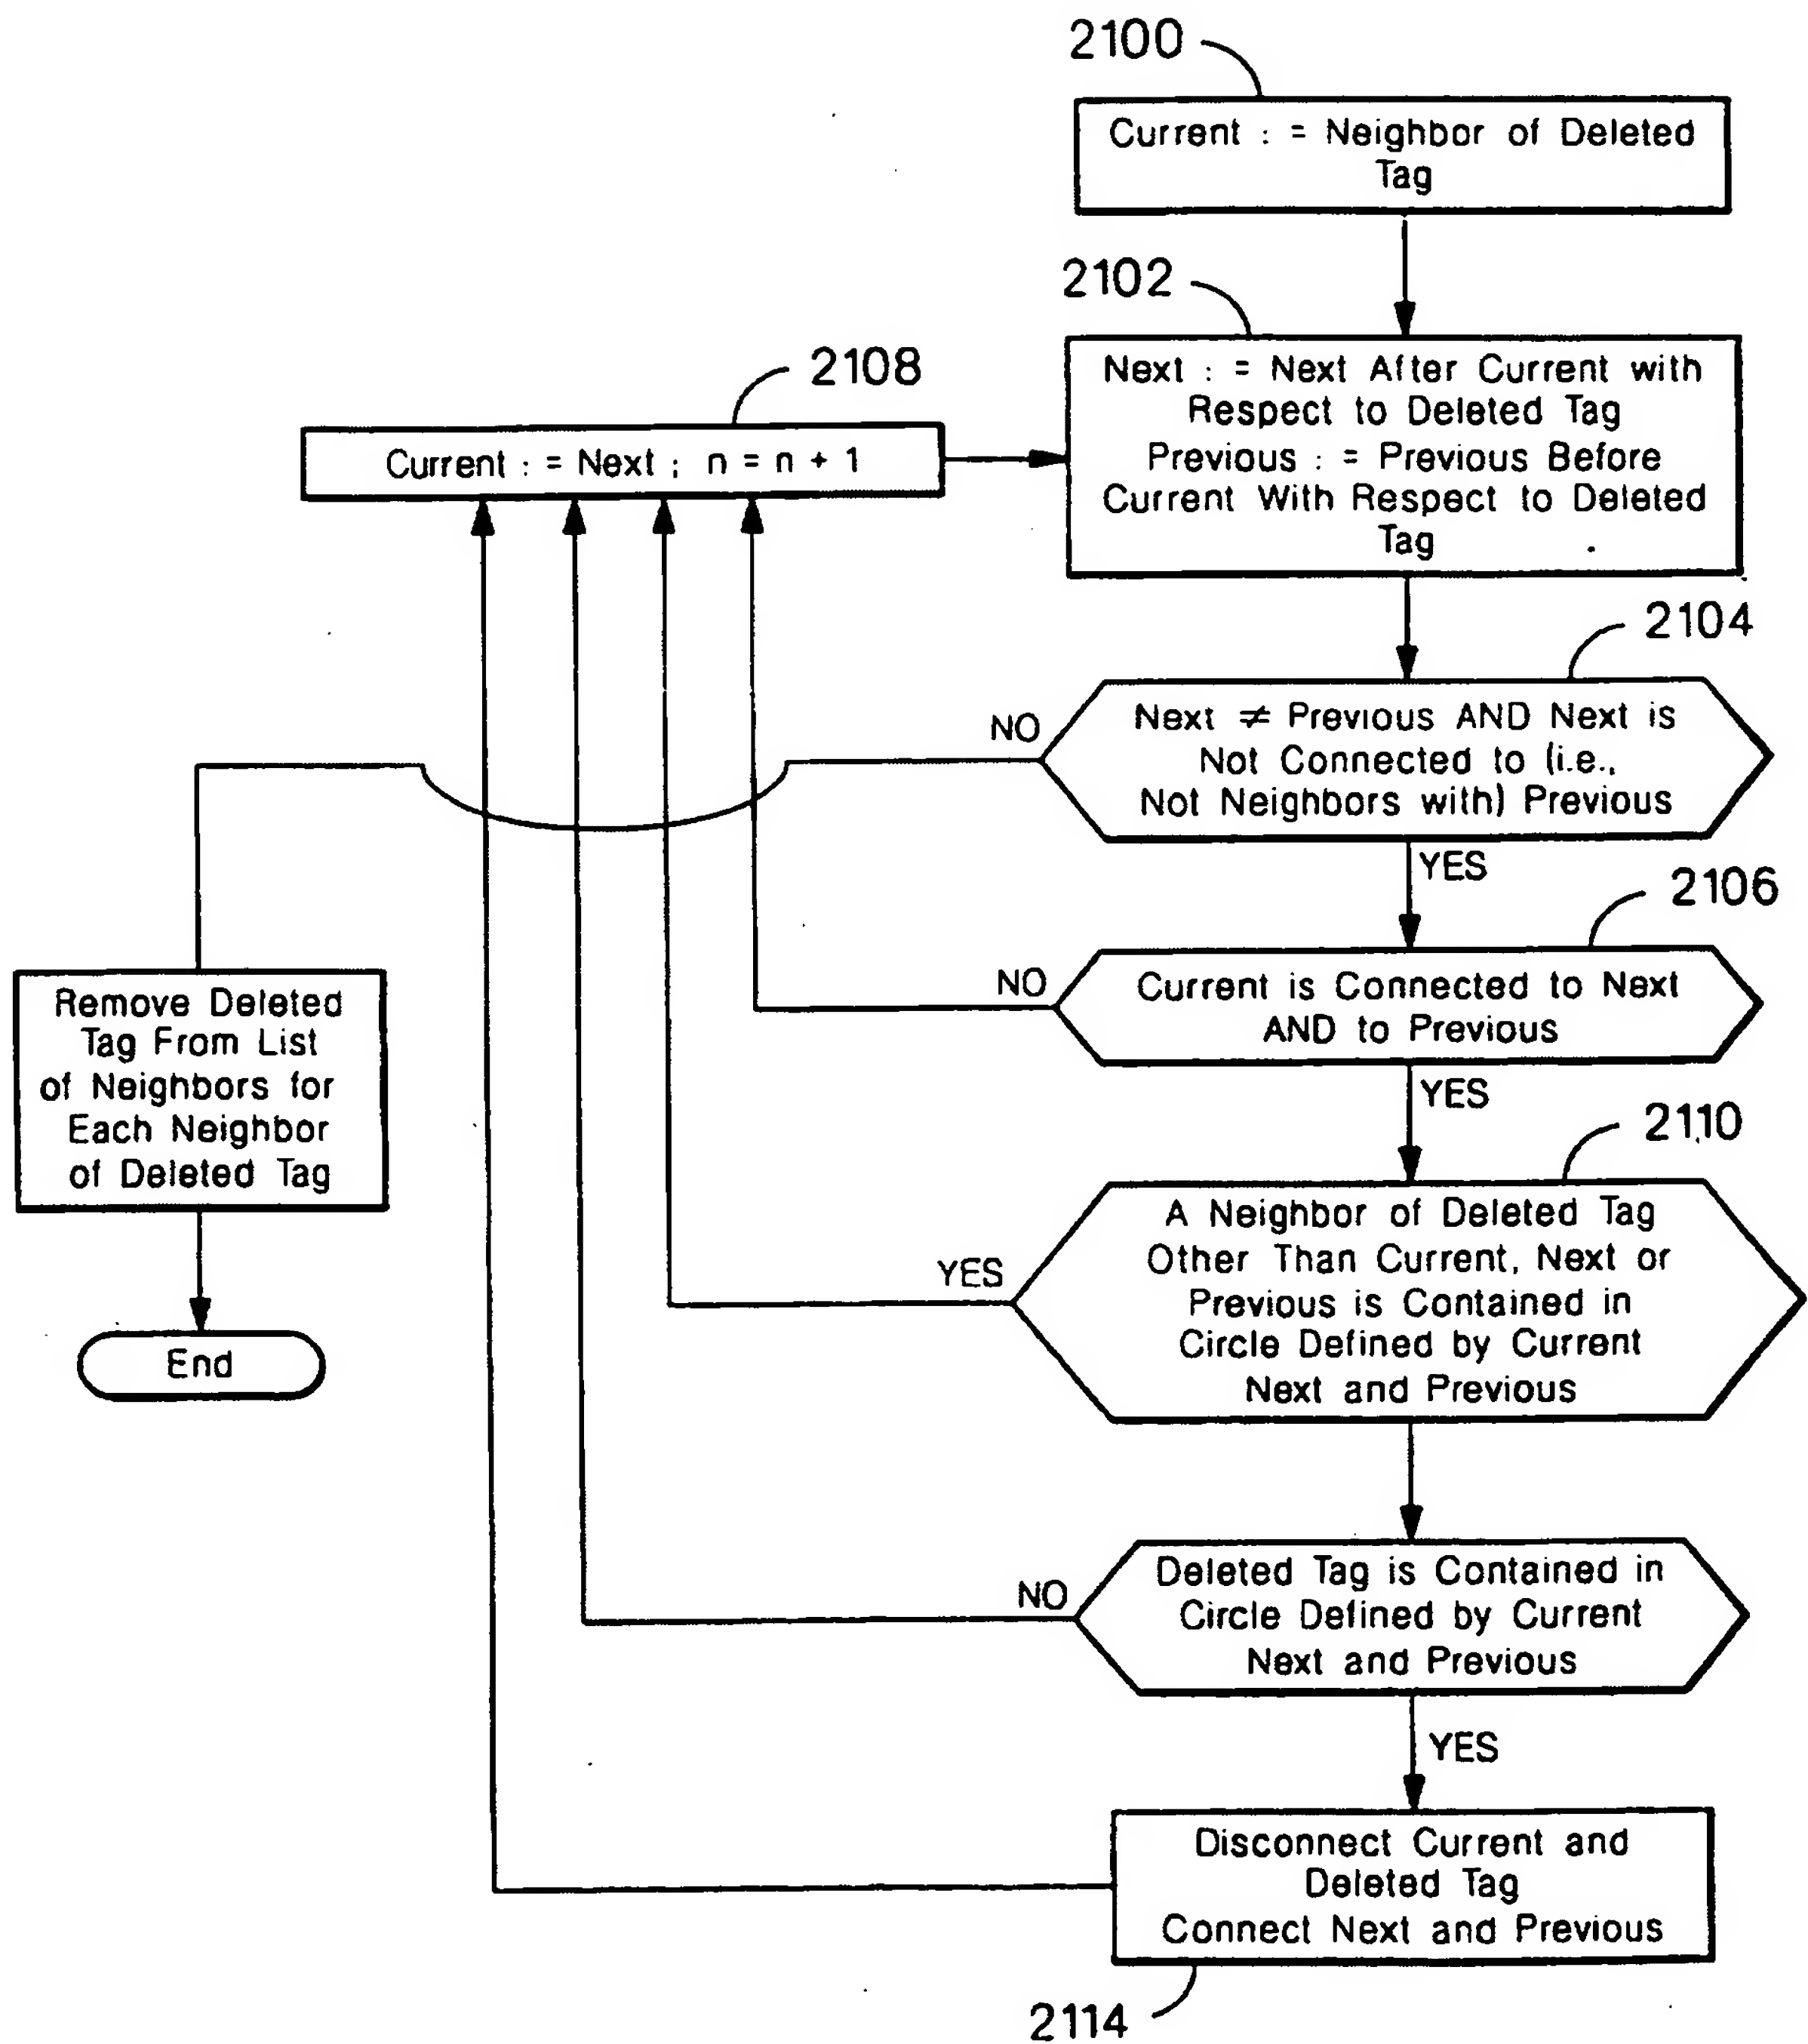 2100
Current : = Neighbor of Deleted
Tag
2102
Next : = Next After Current with
Respect to Deleted Tag
Previous : = Previous Before
Current With Respect to Deleted
Tag
2108
Current : = Next ; n = n + 1
2104
Next ≠ Previous AND Next is
Not Connected to (i.e.,
Not Neighbors with) Previous
NO
YES
2106
Current is Connected to Next
AND to Previous
NO
YES
Remove Deleted
Tag From List
of Neighbors for
Each Neighbor
of Deleted Tag
End
2110
A Neighbor of Deleted Tag
Other Than Current, Next or
Previous is Contained in
Circle Defined by Current
Next and Previous
YES
Deleted Tag is Contained in
Circle Defined by Current
Next and Previous
NO
YES
Disconnect Current and
Deleted Tag
Connect Next and Previous
2114